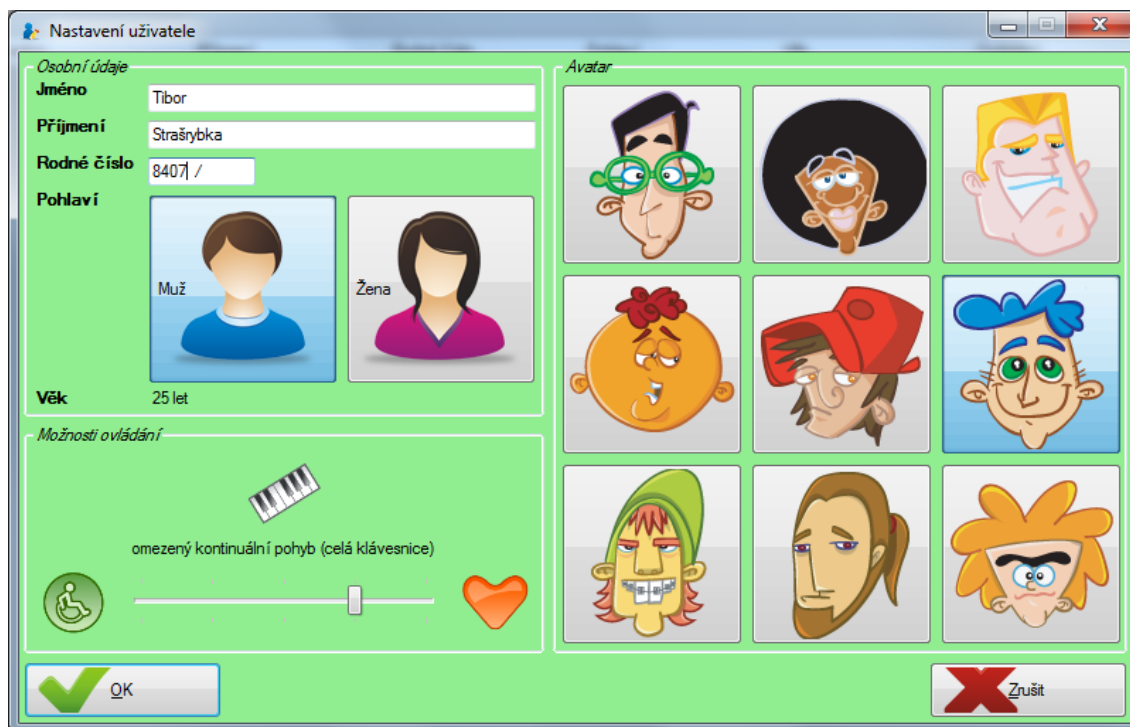 Nastavení uživatele
Osobní údaje
Jméno
Tibor
Příjmení
Strašrybka
Rodné číslo
8407 /
Pohlaví
Muž
Žena
Věk
25 let
Možnosti ovládání
omezený kontinuální pohyb (celá klávesnice)
Avatar
OK
Zrušit